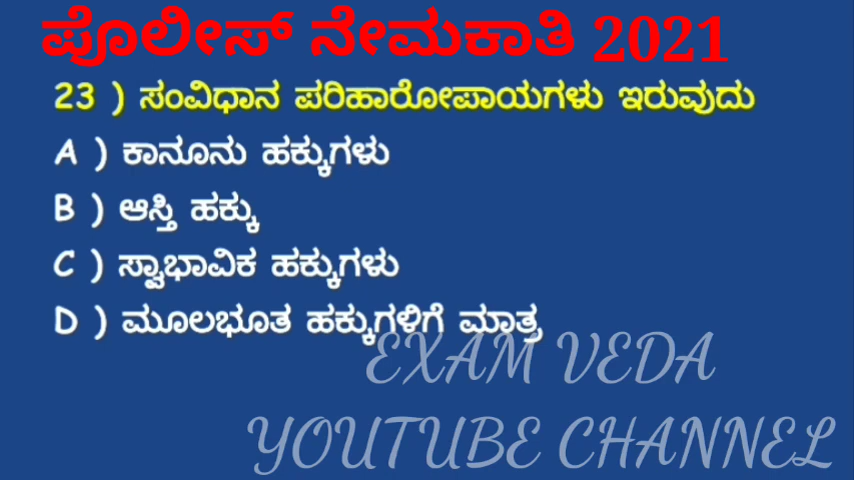 ಪೊಲೀಸ್ ನೇಮಕಾತಿ 2021
23 ) ಸಂವಿಧಾನ ಪರಿಹಾರೋಪಾಯಗಳು ಇರುವುದು
A ) ಕಾನೂನು ಹಕ್ಕುಗಳು
B ) ಆಸ್ತಿ ಹಕ್ಕು
C ) ಸ್ವಾಭಾವಿಕ ಹಕ್ಕುಗಳು
D ) ಮೂಲಭೂತ ಹಕ್ಕುಗಳಿಗೆ ಮಾತ್ರ
EXAM VEDA
YOUTUBE CHANNEL